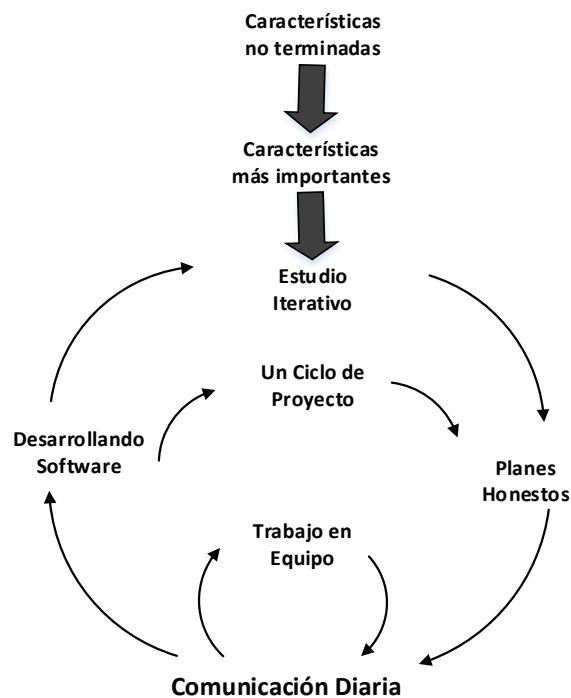 Características
no terminadas
Características
más importantes
Estudio
Iterativo
Un Ciclo de
Proyecto
Desarrollando
Software
Planes
Honestos
Trabajo en
Equipo
Comunicación Diaria